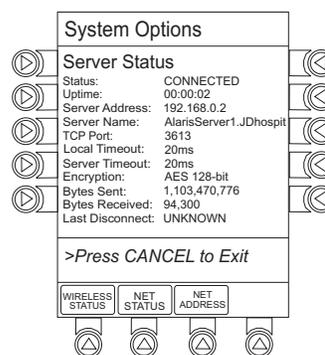 System Options
Server Status
Status: CONNECTED
Uptime: 00:00:02
Server Address: 192.168.0.2
Server Name: AlarisServer1.JDhospit
TCP Port: 3613
Local Timeout: 20ms
Server Timeout: 20ms
Encryption: AES 128-bit
Bytes Sent: 1,103,470,776
Bytes Received: 94,300
Last Disconnect: UNKNOWN
>Press CANCEL to Exit
WIRELESS STATUS
NET STATUS
NET ADDRESS